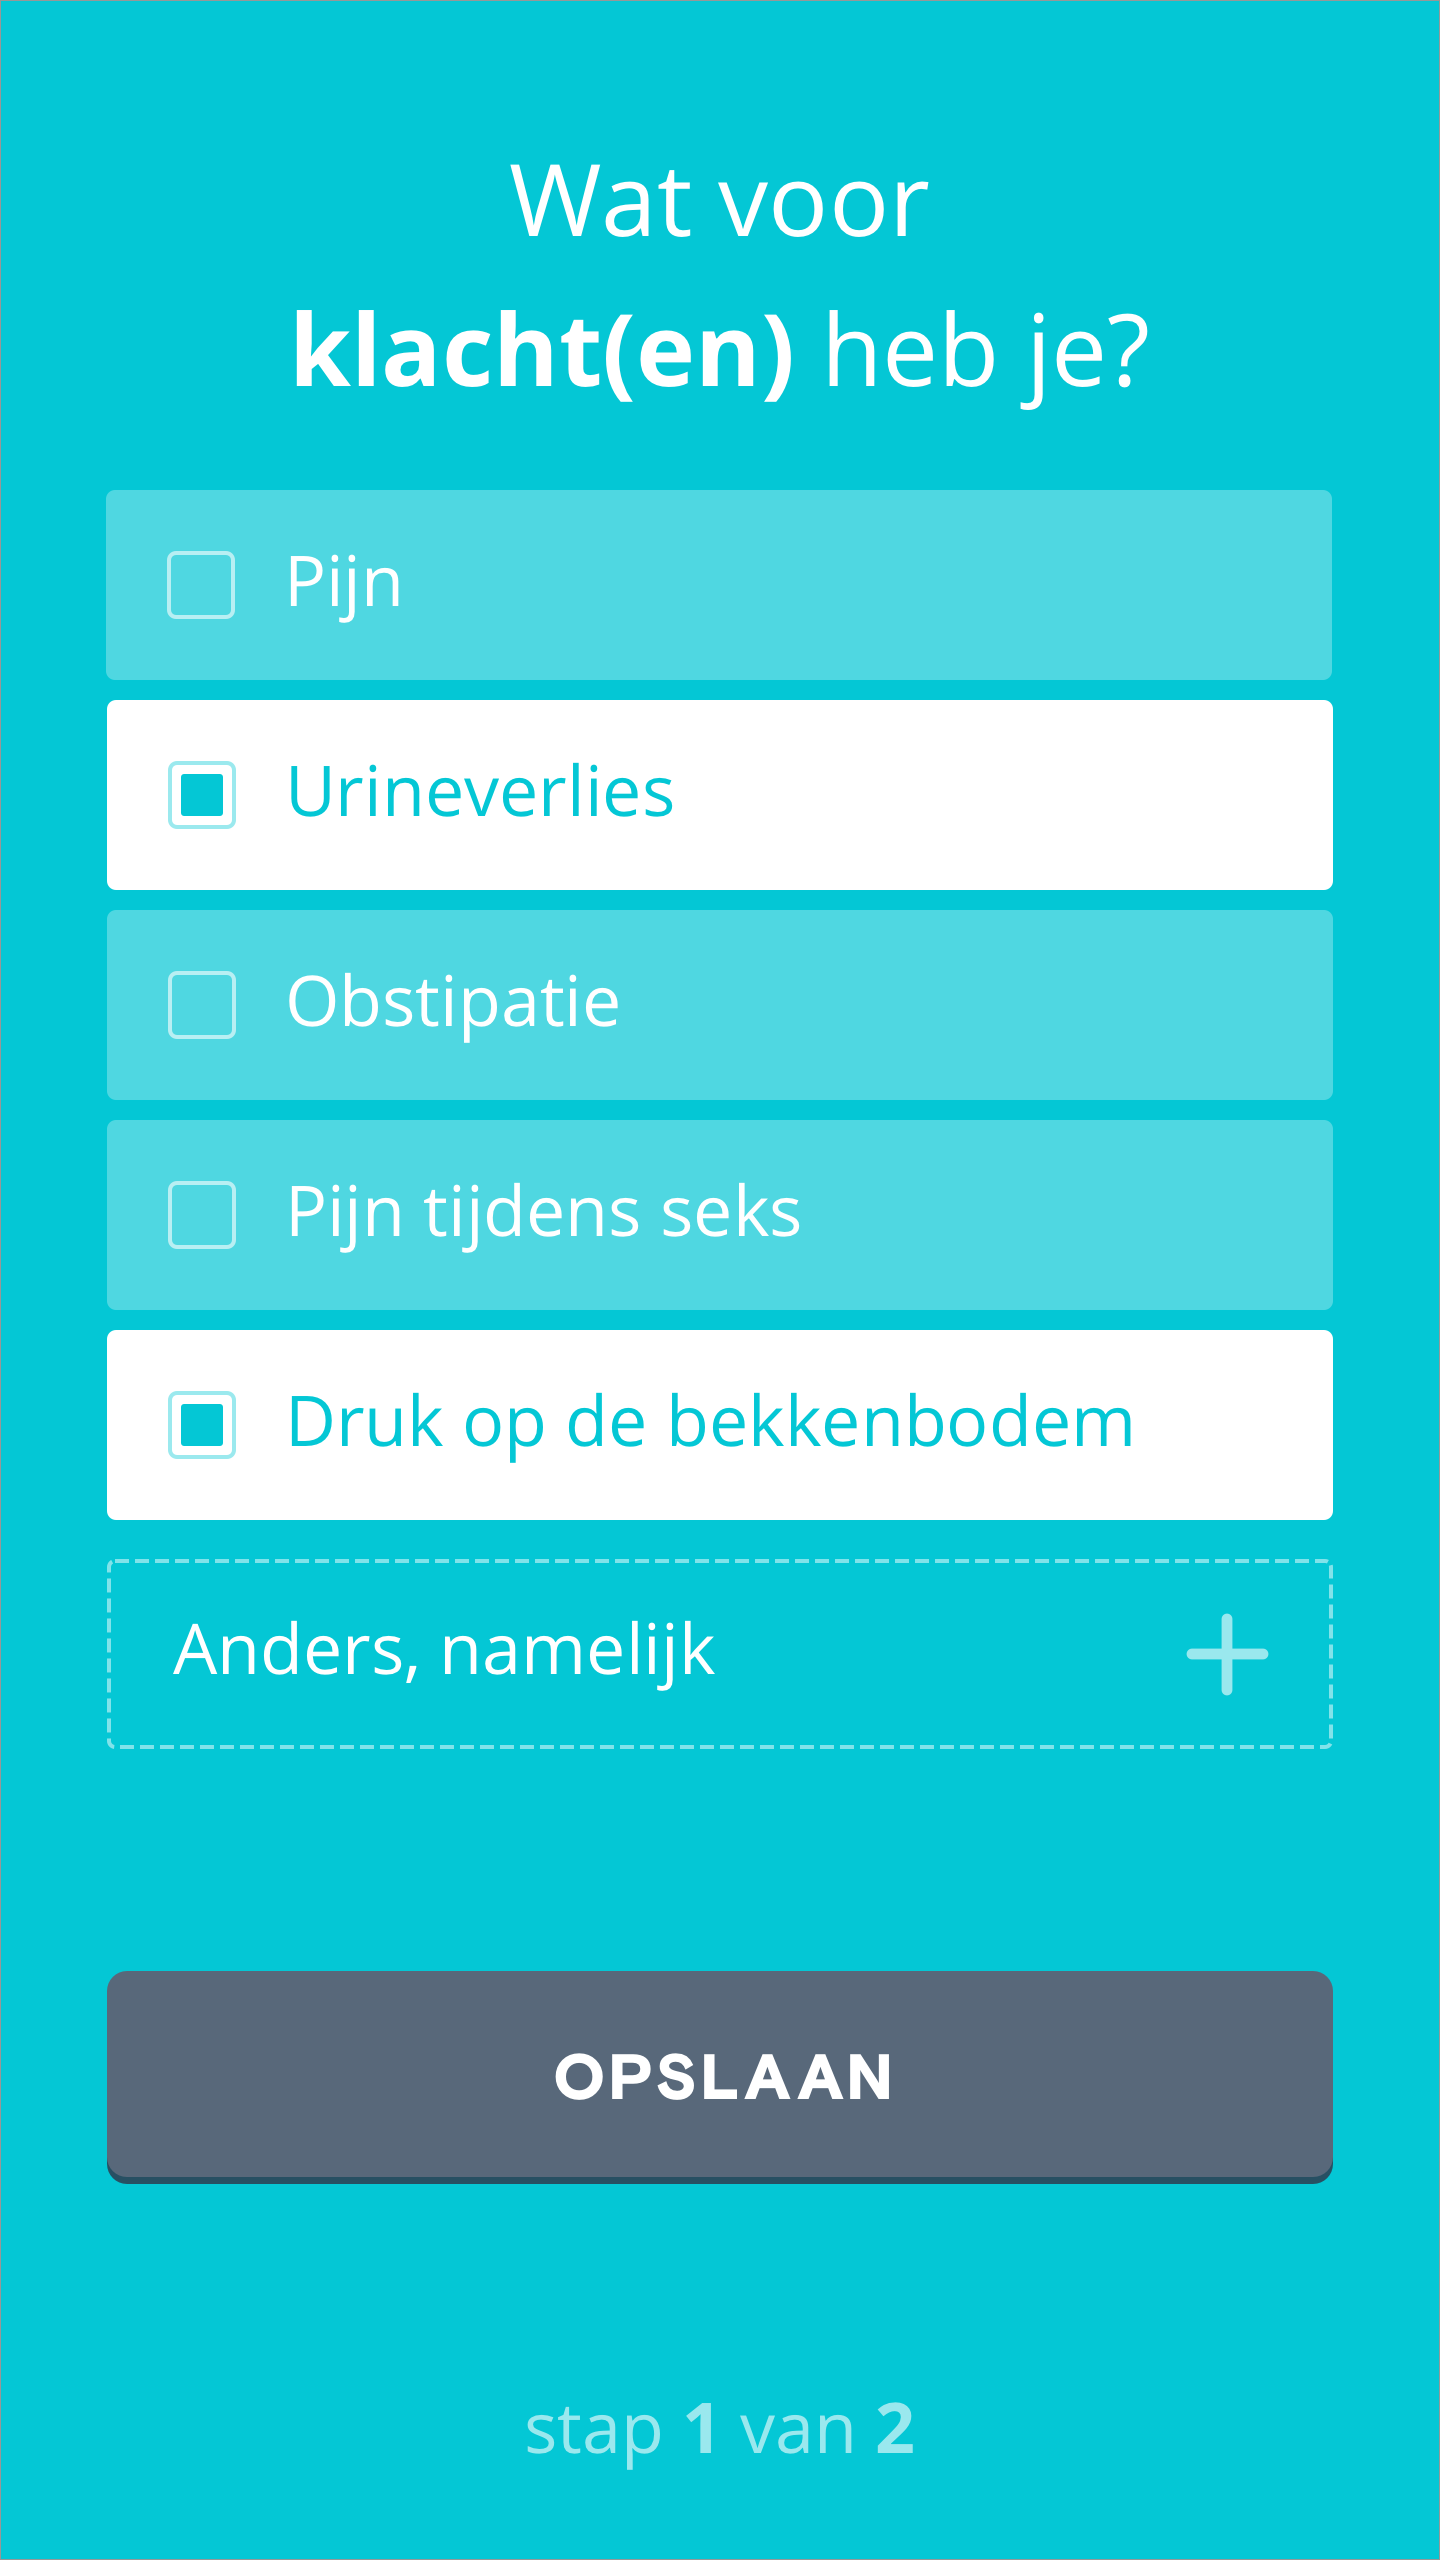 Wat voor
klacht(en) heb je?
Pijn
Urineverlies
Obstipatie
Pijn tijdens seks
Druk op de bekkenbodem
Anders, namelijk
OPSLAAN
stap 1 van 2